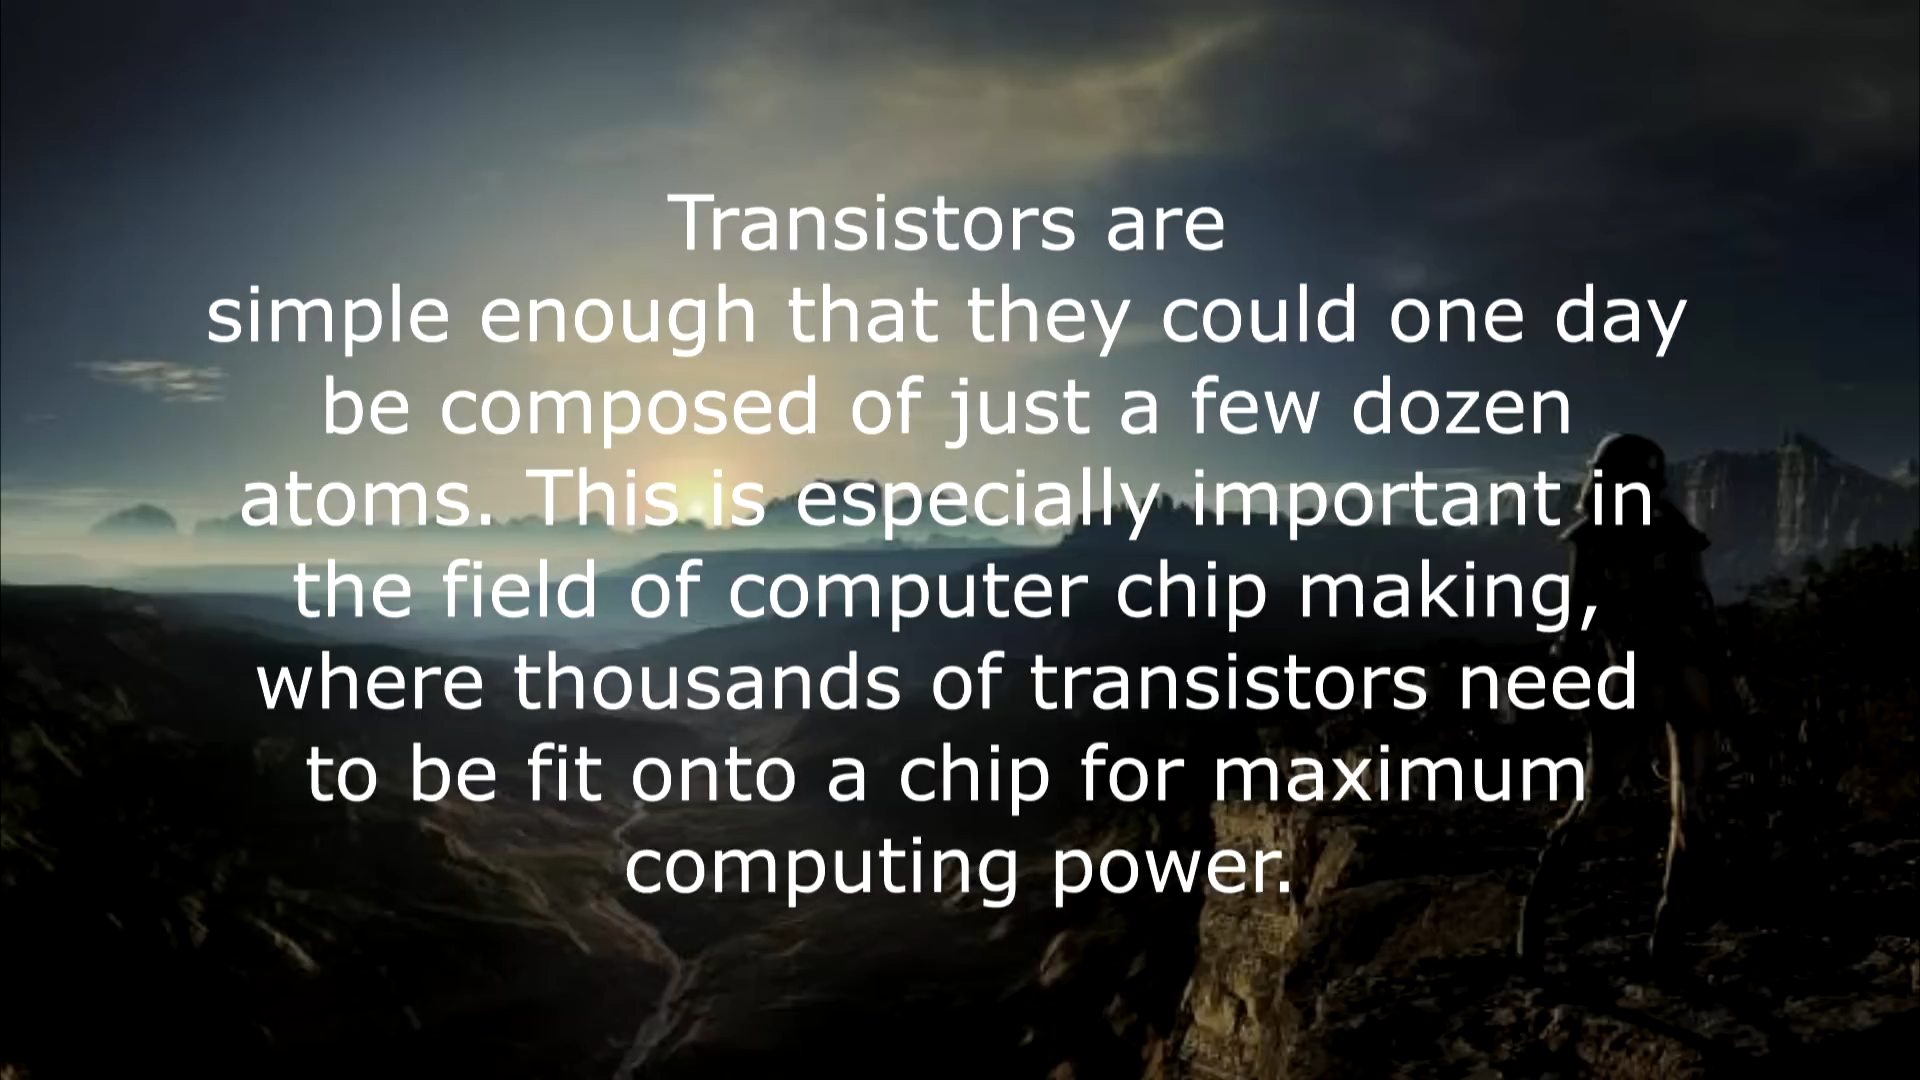 Transistors are
simple enough that they could one day
be composed of just a few dozen
atoms. This is especially important in
the field of computer chip making,
where thousands of transistors need
to be fit onto a chip for maximum
computing power.